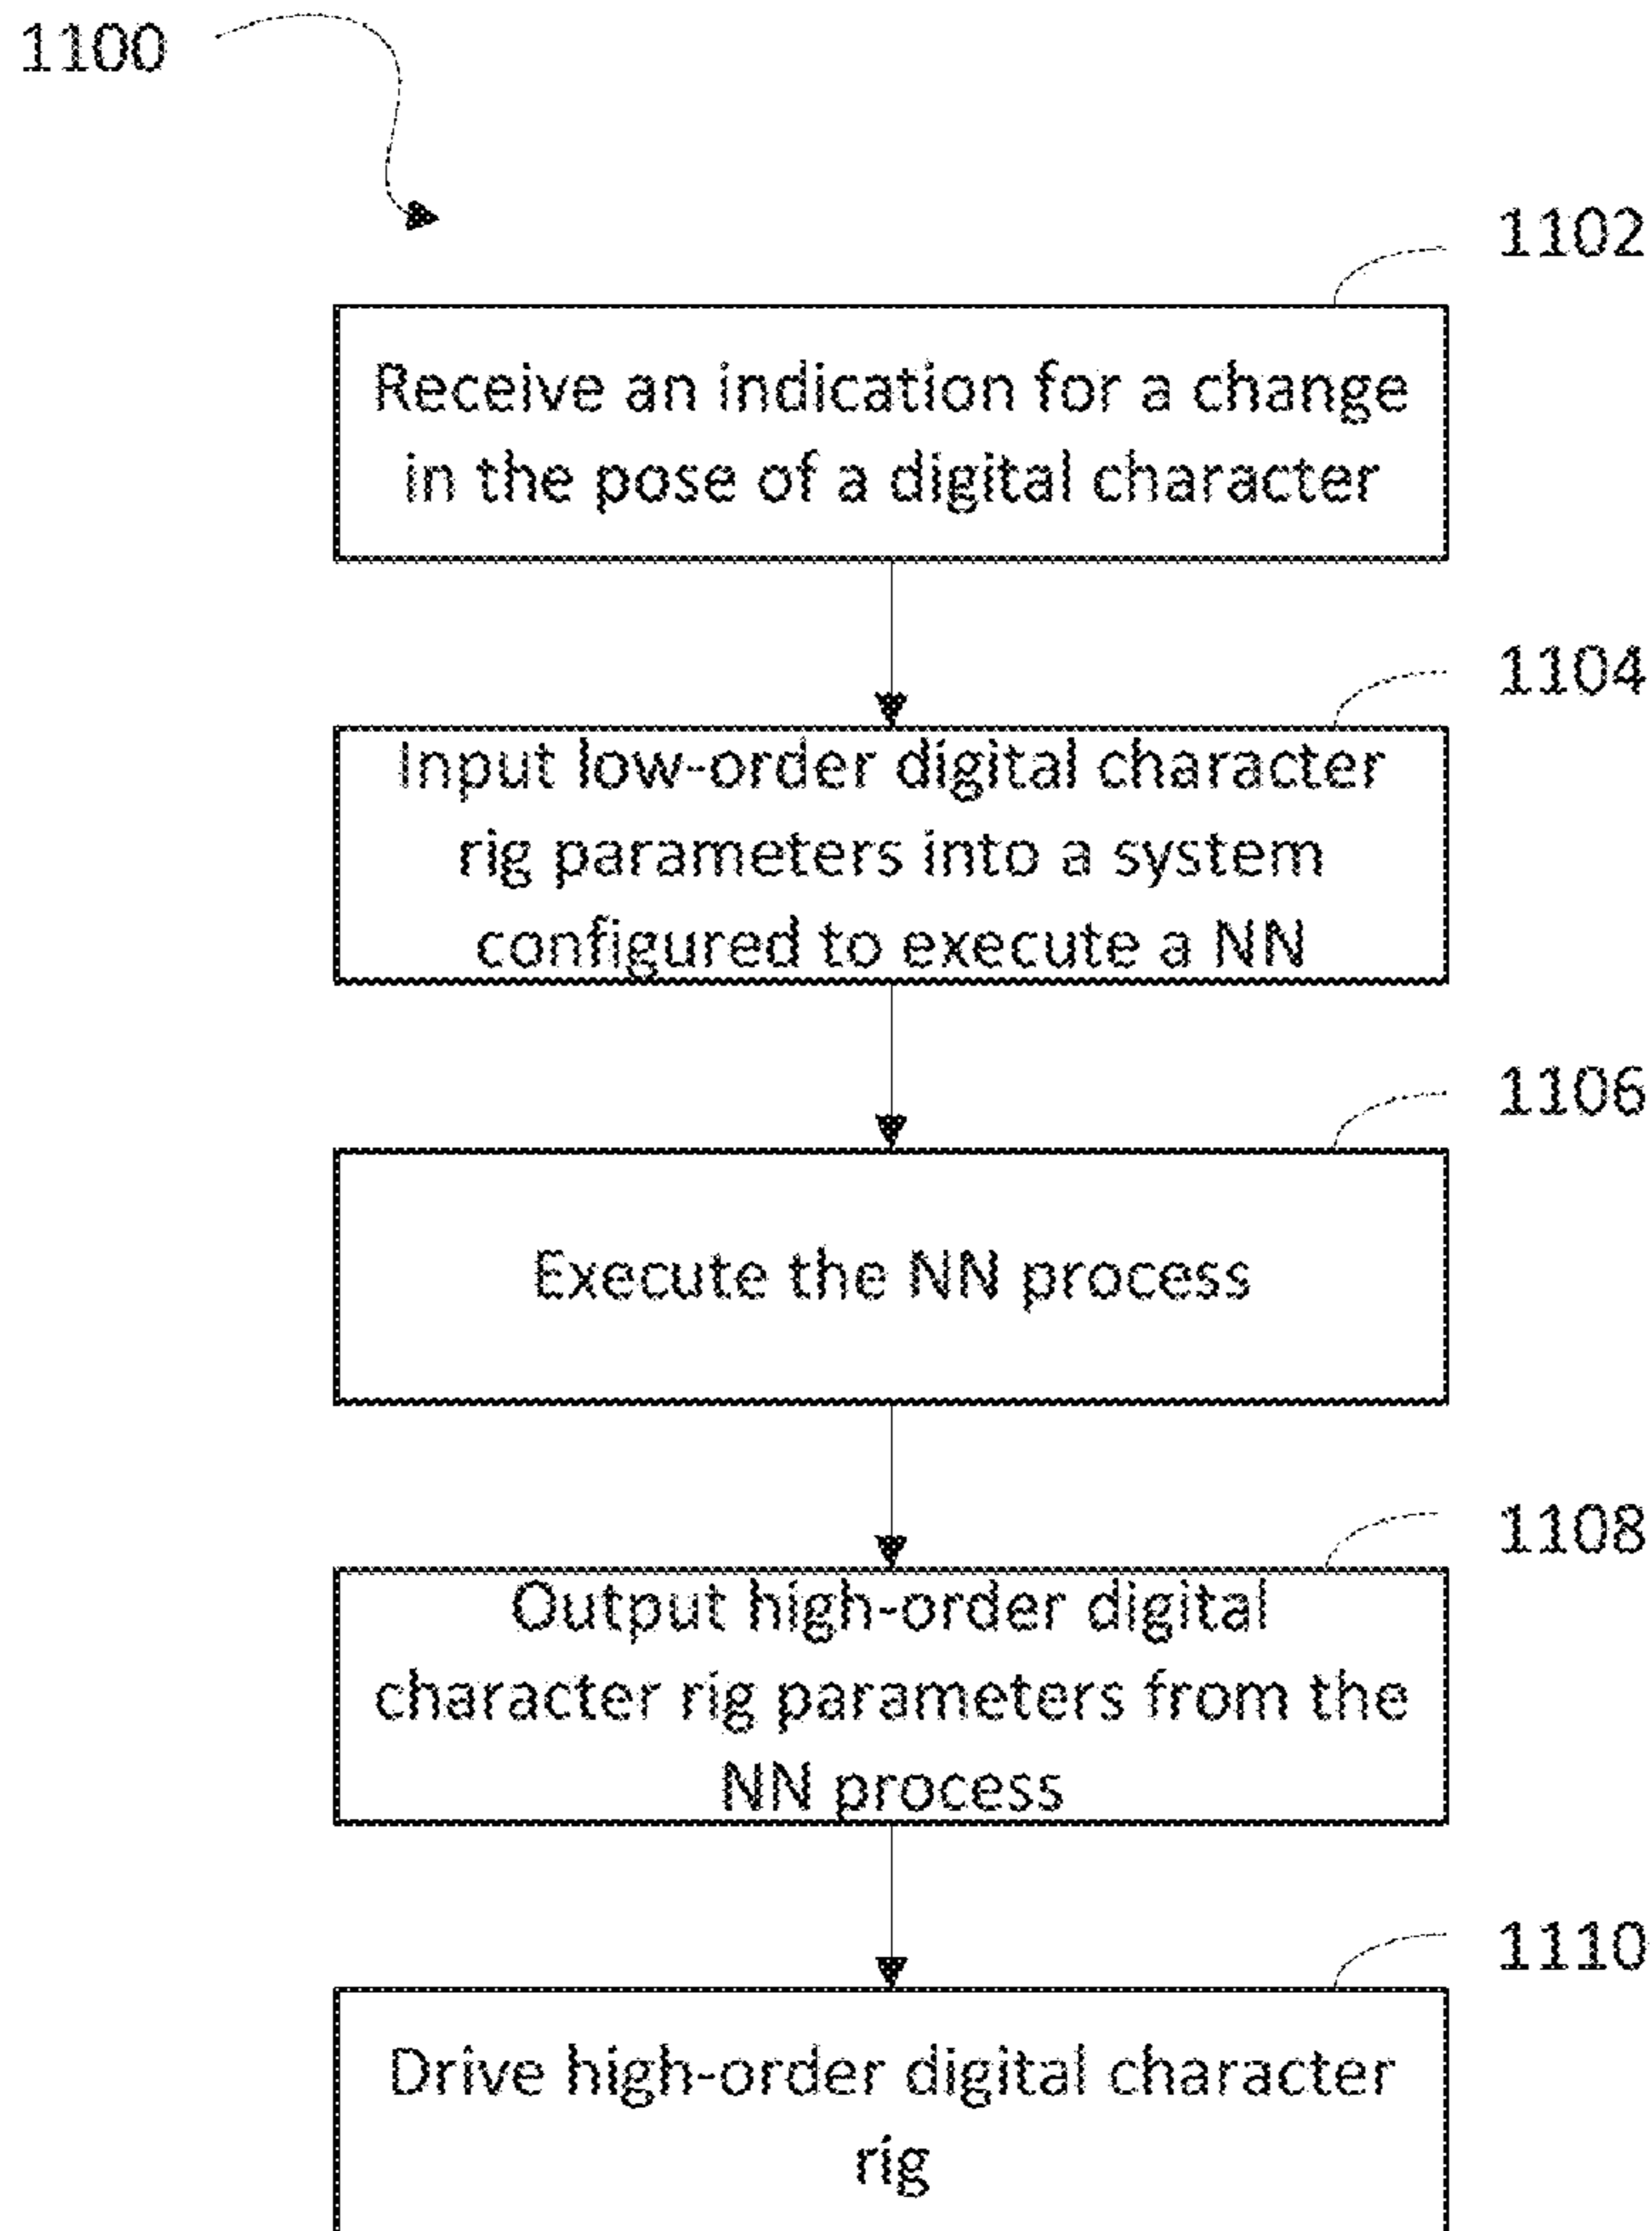 1100
1102
Receive an indication for a change
in the pose of a digital character
1104
Input low-order digital character
rig parameters into a system
configured to execute a NN
1106
Execute the NN process
1108
Output high-order digital
character rig parameters from the
NN process
1110
Drive high-order digital character
rig